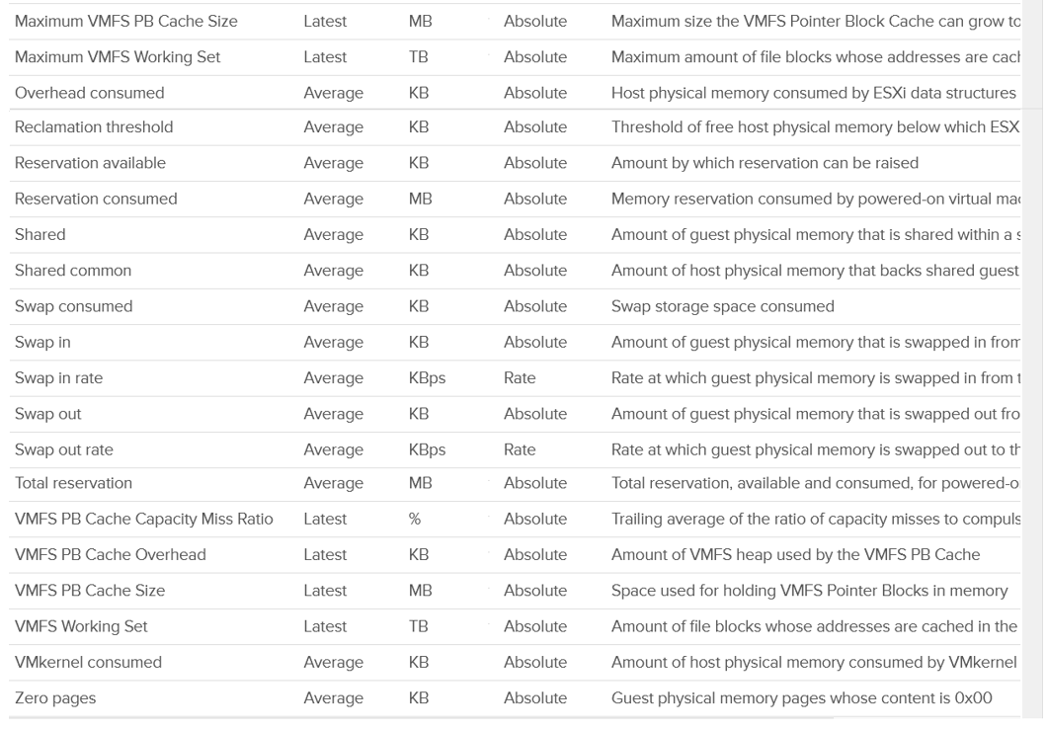 Maximum VMFS PB Cache Size Latest MB Absolute Maximum size the VMFS Pointer Block Cache can grow to
Maximum VMFS Working Set Latest TB Absolute Maximum amount of file blocks whose addresses are cach
Overhead consumed Average KB Absolute Host physical memory consumed by ESXi data structures
Reclamation threshold Average KB Absolute Threshold of free host physical memory below which ESX
Reservation available Average KB Absolute Amount by which reservation can be raised
Reservation consumed Average MB Absolute Memory reservation consumed by powered-on virtual mac
Shared Average KB Absolute Amount of guest physical memory that is shared within a s
Shared common Average KB Absolute Amount of host physical memory that backs shared guest
Swap consumed Average KB Absolute Swap storage space consumed
Swap in Average KB Absolute Amount of guest physical memory that is swapped in from
Swap in rate Average KBps Rate Rate at which guest physical memory is swapped in from t
Swap out Average KB Absolute Amount of guest physical memory that is swapped out fro
Swap out rate Average KBps Rate Rate at which guest physical memory is swapped out to th
Total reservation Average MB Absolute Total reservation, available and consumed, for powered-o
VMFS PB Cache Capacity Miss Ratio Latest % Absolute Trailing average of the ratio of capacity misses to compuls
VMFS PB Cache Overhead Latest KB Absolute Amount of VMFS heap used by the VMFS PB Cache
VMFS PB Cache Size Latest MB Absolute Space used for holding VMFS Pointer Blocks in memory
VMFS Working Set Latest TB Absolute Amount of file blocks whose addresses are cached in the
VMkernel consumed Average KB Absolute Amount of host physical memory consumed by VMkernel
Zero pages Average KB Absolute Guest physical memory pages whose content is 0x00